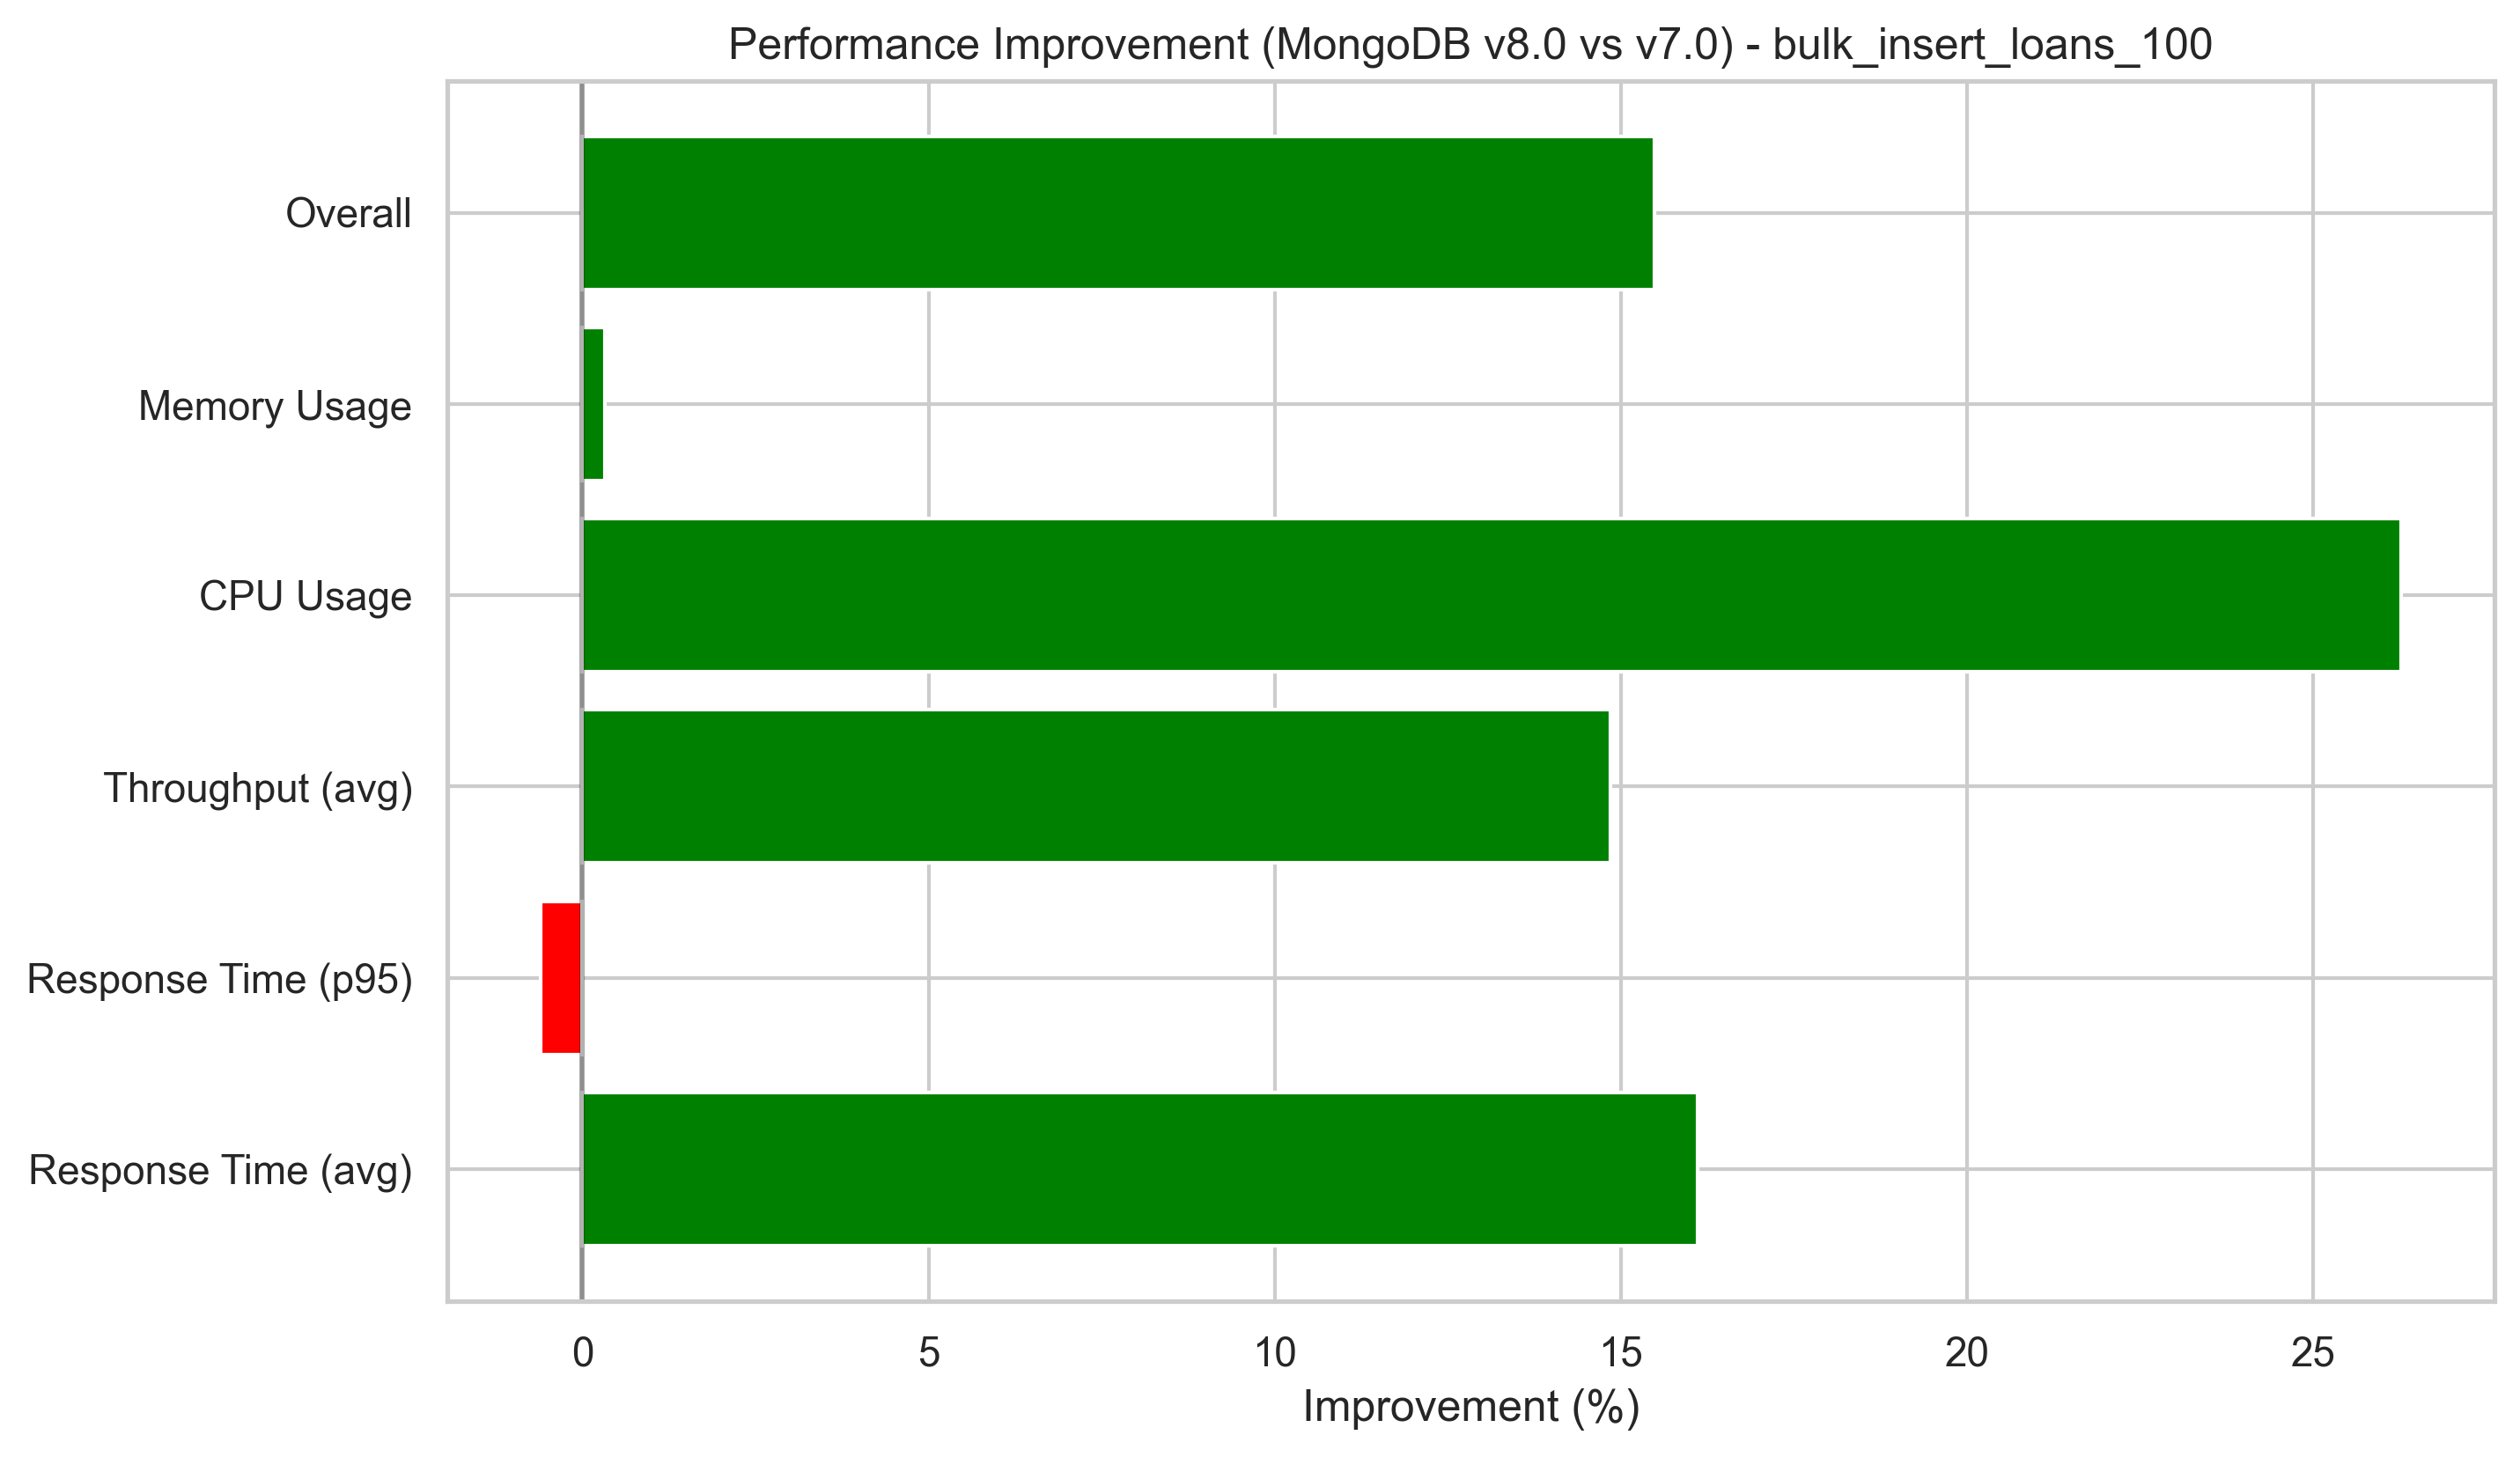 Performance Improvement (MongoDB v8.0 vs v7.0) - bulk_insert_loans_100
Overall
Memory Usage
CPU Usage
Throughput (avg)
Response Time (p95)
Response Time (avg)
0 5 10 15 20 25
Improvement (%)